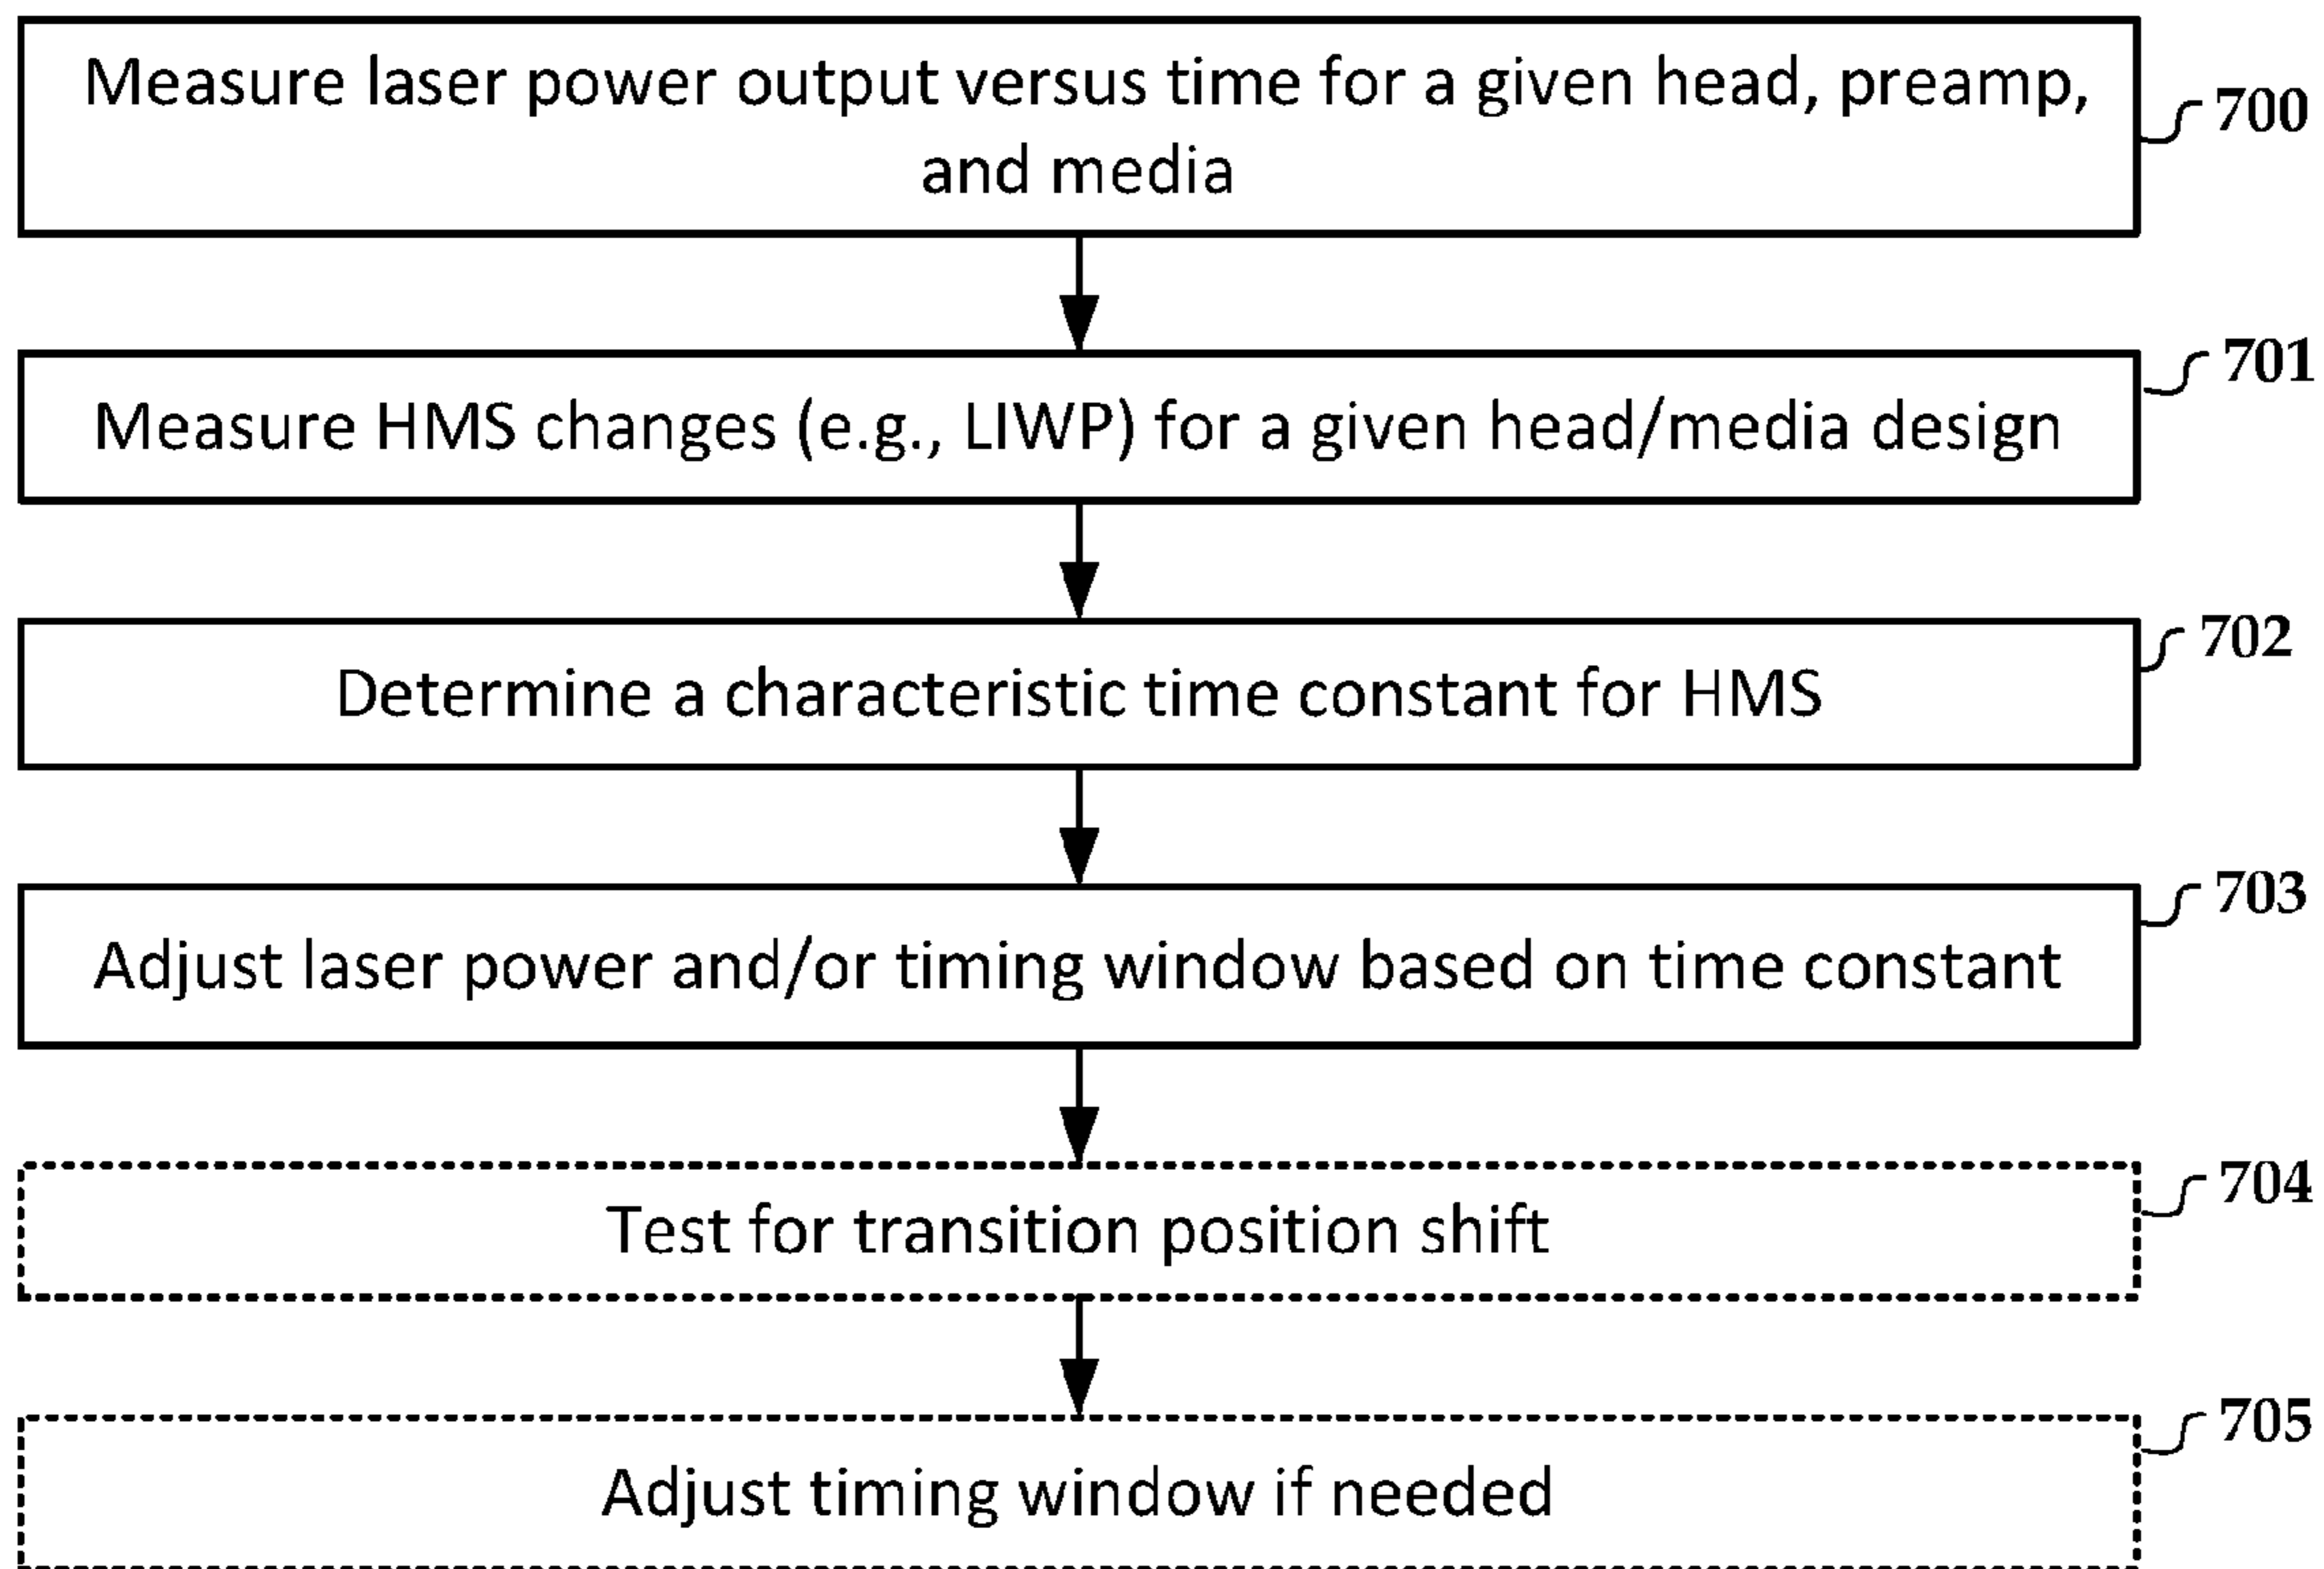 Measure laser power output versus time for a given head, preamp,
and media
700
Measure HMS changes (e.g., LIWP) for a given head/media design
701
Determine a characteristic time constant for HMS
702
Adjust laser power and/or timing window based on time constant
703
Test for transition position shift
704
Adjust timing window if needed
705